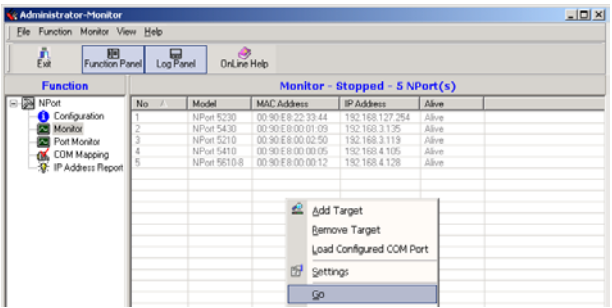 Administrator-Monitor
File Function Monitor View Help
Exit Function Panel Log Panel OnLine Help
Function
Monitor - Stopped - 5 NPort(s)
NPort
Configuration
Monitor
Port Monitor
COM Mapping
IP Address Report
No Model MAC Address IP Address Alive
1 NPort 5230 00:90:E8:22:33:44 192.168.127.254 Alive
2 NPort 5430 00:90:E8:00:01:09 192.168.3.135 Alive
3 NPort 5210 00:90:E8:00:02:50 192.168.3.119 Alive
4 NPort 5410 00:90:E8:00:00:05 192.168.4.105 Alive
5 NPort 5610-8 00:90:E8:00:00:12 192.168.4.128 Alive
Add Target
Remove Target
Load Configured COM Port
Settings
Go